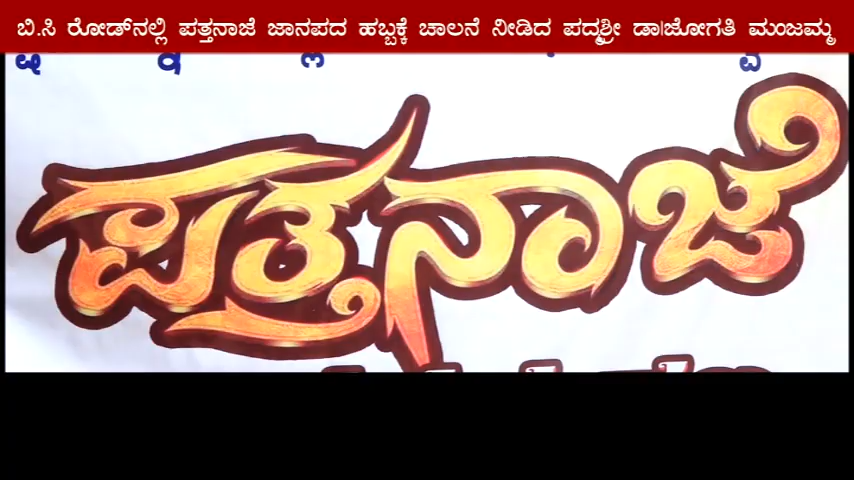 ಬಿ.ಸಿ ರೋಡ್‌ನಲ್ಲಿ ಪತ್ತನಾಜೆ ಜಾನಪದ ಹಬ್ಬಕ್ಕೆ ಚಾಲನೆ ನೀಡಿದ ಪದ್ಮಶ್ರೀ ಡಾ|ಜೋಗತಿ ಮಂಜಮ್ಮ
ಪತ್ತನಾಜೆ